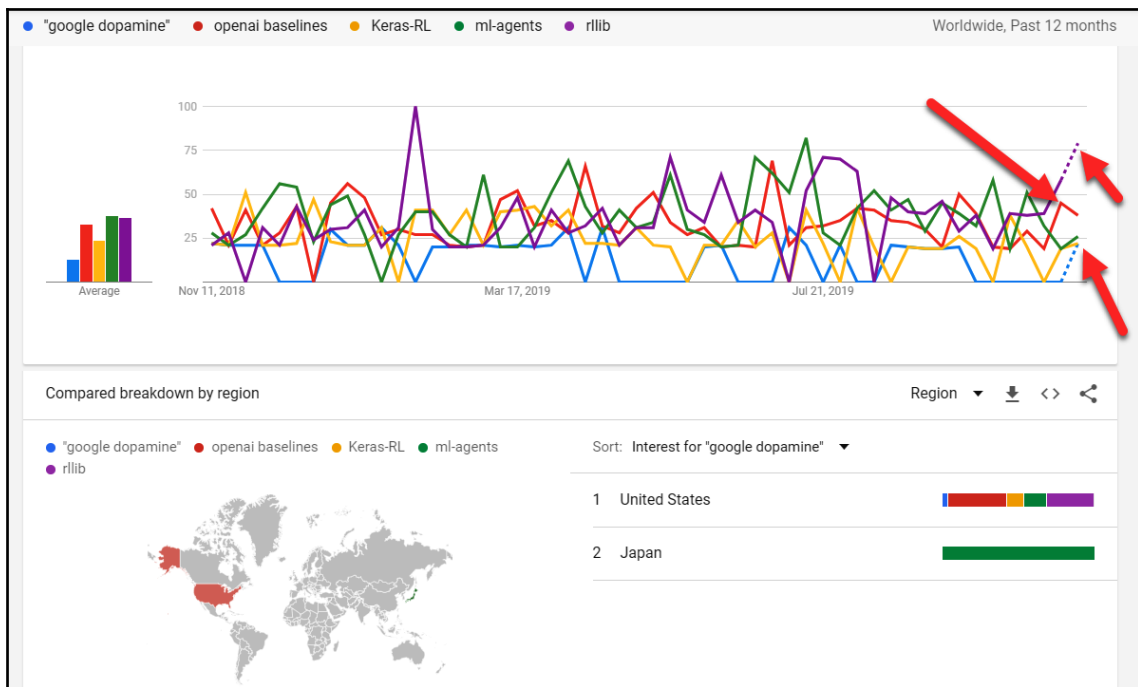 "google dopamine" openai baselines Keras-RL ml-agents rllib Worldwide, Past 12 months
100
75
50
25
Average
Nov 11, 2018 Mar 17, 2019 Jul 21, 2019
Compared breakdown by region Region
"google dopamine" openai baselines Keras-RL ml-agents
rllib
Sort: Interest for "google dopamine"
1 United States
2 Japan